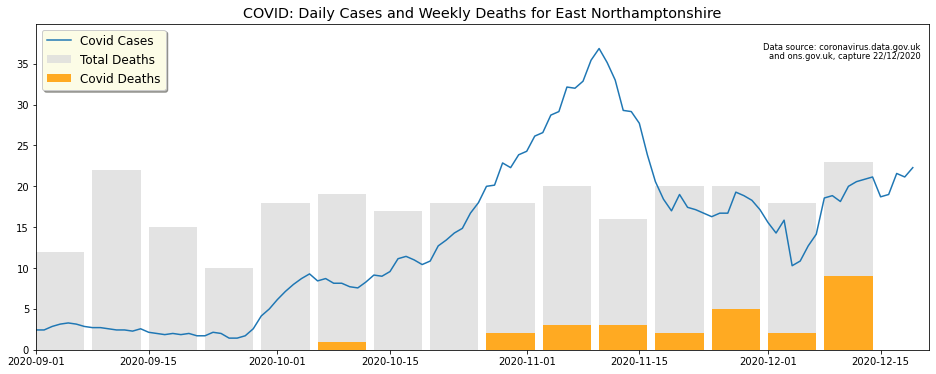 COVID: Daily Cases and Weekly Deaths for East Northamptonshire
Covid Cases
Total Deaths
Covid Deaths
Data source: coronavirus.data.gov.uk
and ons.gov.uk, capture 22/12/2020
35
30
25
20
15
10
5
0
2020-09-01 2020-09-15 2020-10-01 2020-10-15 2020-11-01 2020-11-15 2020-12-01 2020-12-15